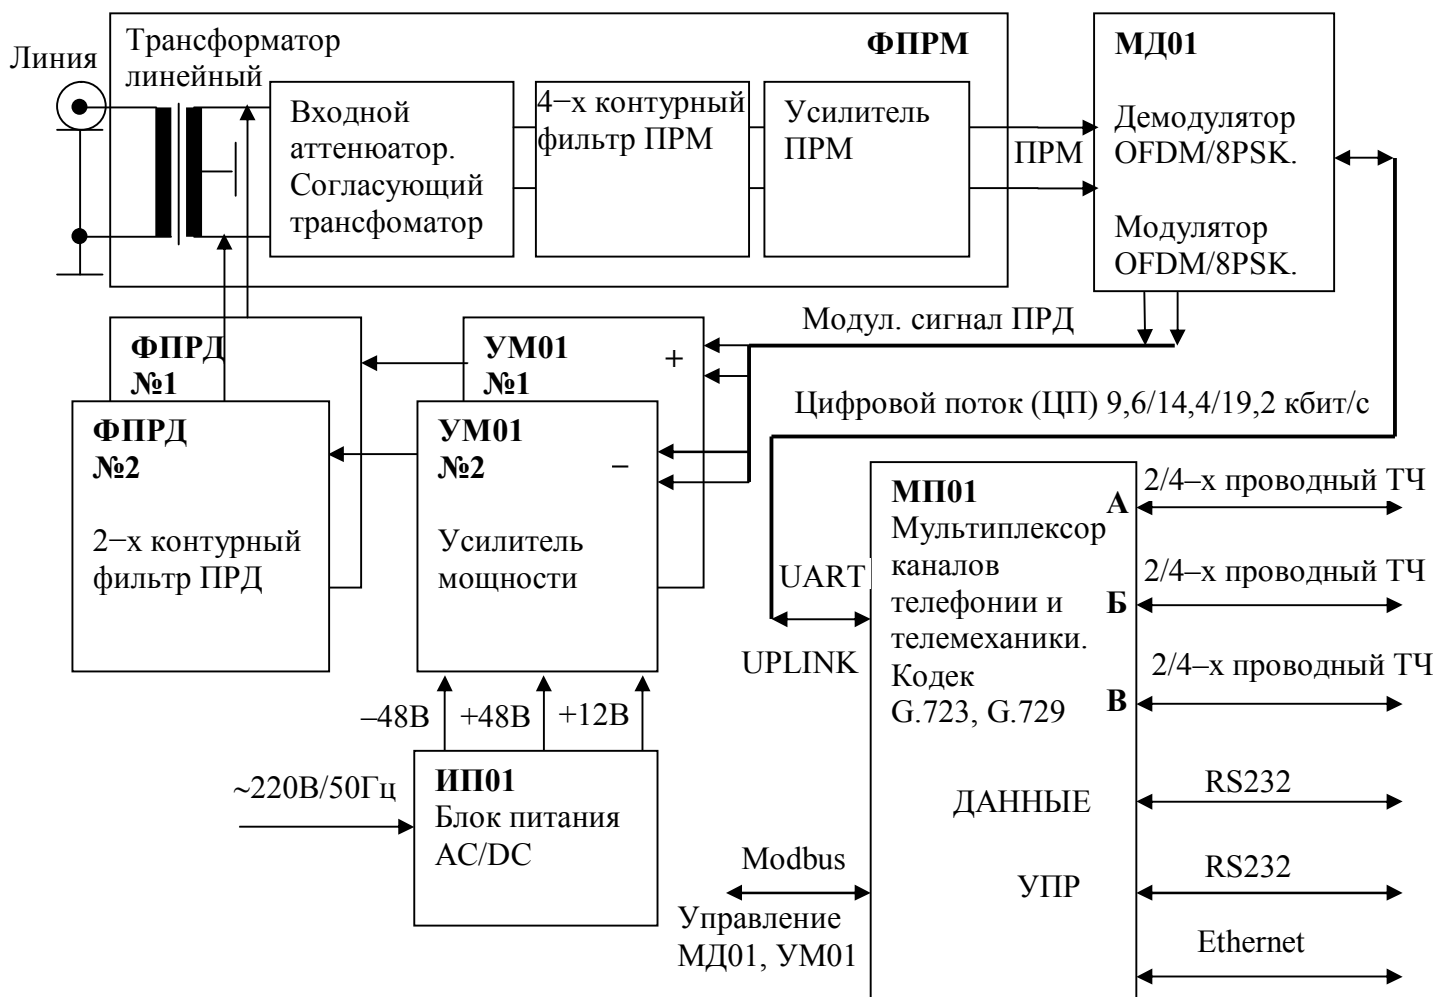 Линия
Трансформатор
линейный
ФПРМ
Входной
аттенюатор.
Согласующий
трансфоматор
4−х контурный
фильтр ПРМ
Усилитель
ПРМ
ПРМ
МД01
Демодулятор
OFDM/8PSK.
Модулятор
OFDM/8PSK.
Модул. сигнал ПРД
Цифровой поток (ЦП) 9,6/14,4/19,2 кбит/с
ФПРД
№1
ФПРД
№2
2−х контурный
фильтр ПРД
УМ01
№1
+
УМ01
№2
−
Усилитель
мощности
–48В
+48В
+12В
~220В/50Гц
ИП01
Блок питания
AC/DC
UART
UPLINK
МП01
Мультиплексор
каналов
телефонии и
телемеханики.
Кодек
G.723, G.729
А
2/4–х проводный ТЧ
Б
2/4–х проводный ТЧ
В
2/4–х проводный ТЧ
ДАННЫЕ
RS232
УПР
RS232
Ethernet
Modbus
Управление
МД01, УМ01